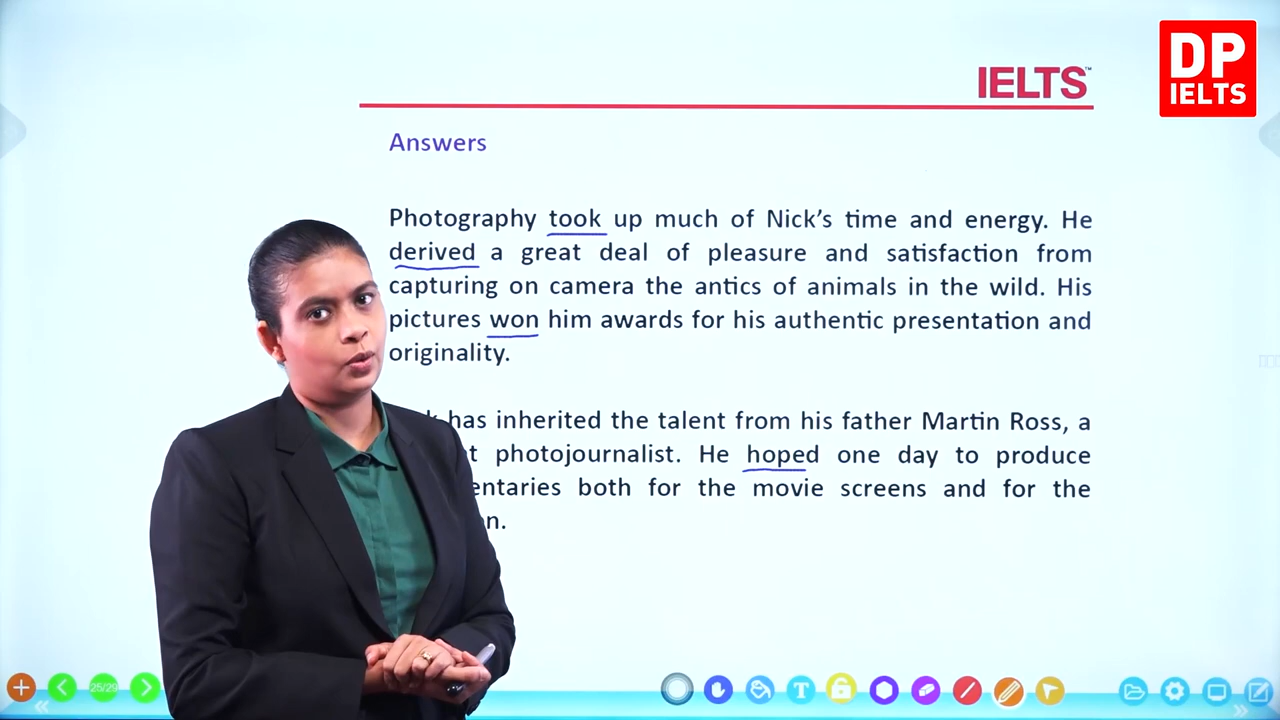 IELTS™
DP
IELTS
Answers
Photography took up much of Nick's time and energy. He
derived a great deal of pleasure and satisfaction from
capturing on camera the antics of animals in the wild. His
pictures won him awards for his authentic presentation and
originality.
has inherited the talent from his father Martin Ross, a
photojournalist. He hoped one day to produce
both for the movie screens and for the
25/29